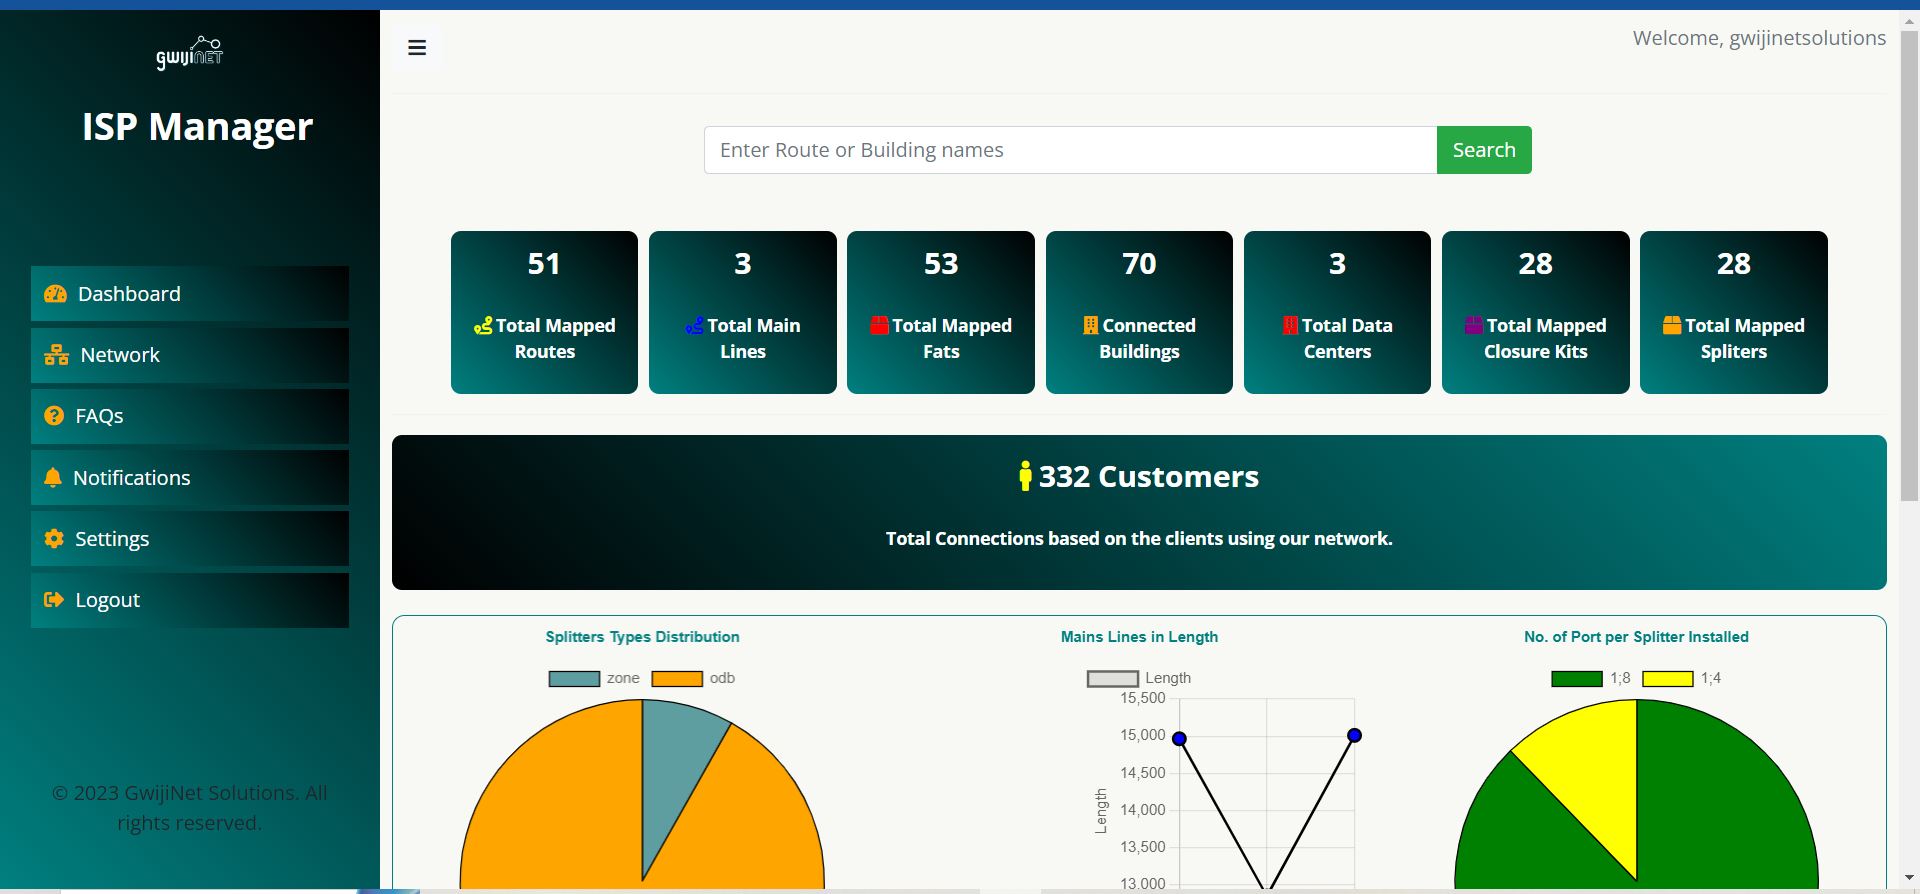 gwijiNET
ISP Manager
Dashboard
Network
FAQs
Notifications
Settings
Logout
© 2023 GwijiNet Solutions. All
rights reserved.
Welcome, gwijinetsolutions
Enter Route or Building names
Search
51
Total Mapped
Routes
3
Total Main
Lines
53
Total Mapped
Fats
70
Connected
Buildings
3
Total Data
Centers
28
Total Mapped
Closure Kits
28
Total Mapped
Spliters
332 Customers
Total Connections based on the clients using our network.
Splitters Types Distribution
zone
odb
Mains Lines in Length
Length
15,500
15,000
14,500
14,000
13,500
13,000
Length
No. of Port per Splitter Installed
1;8
1;4